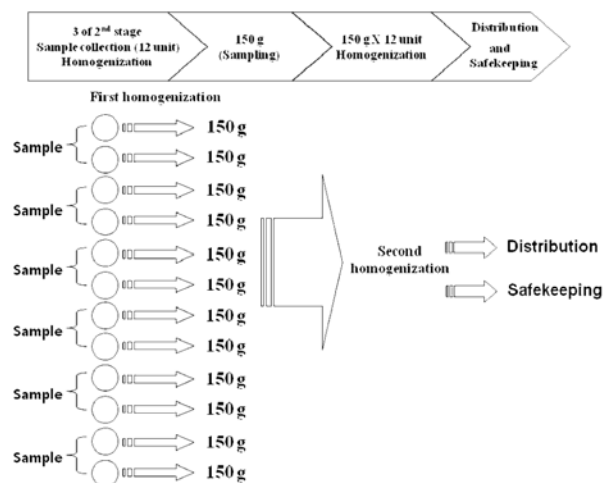 3 of 2nd stage
Sample collection (12 unit)
Homogenization
150 g
(Sampling)
150 g X 12 unit
Homogenization
Distribution
and
Safekeeping
First homogenization
Sample
150 g
150 g
Sample
150 g
150 g
Sample
150 g
150 g
Sample
150 g
150 g
Sample
150 g
150 g
Sample
150 g
150 g
Second
homogenization
Distribution
Safekeeping